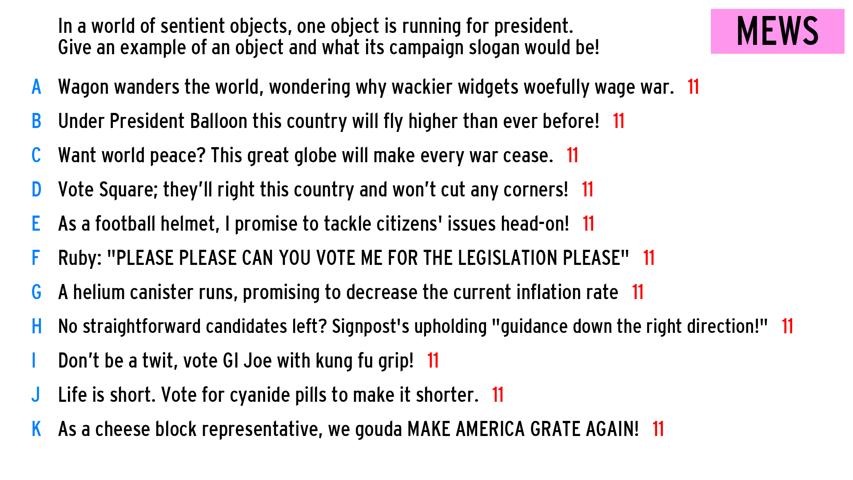 In a world of sentient objects, one object is running for president.
Give an example of an object and what its campaign slogan would be!
MEWS
A Wagon wanders the world, wondering why wackier widgets woefully wage war. 11
B Under President Balloon this country will fly higher than ever before! 11
C Want world peace? This great globe will make every war cease. 11
D Vote Square; they’ll right this country and won’t cut any corners! 11
E As a football helmet, I promise to tackle citizens' issues head-on! 11
F Ruby: "PLEASE PLEASE CAN YOU VOTE ME FOR THE LEGISLATION PLEASE" 11
G A helium canister runs, promising to decrease the current inflation rate 11
H No straightforward candidates left? Signpost's upholding "guidance down the right direction!" 11
I Don’t be a twit, vote GI Joe with kung fu grip! 11
J Life is short. Vote for cyanide pills to make it shorter. 11
K As a cheese block representative, we gouda MAKE AMERICA GRATE AGAIN! 11